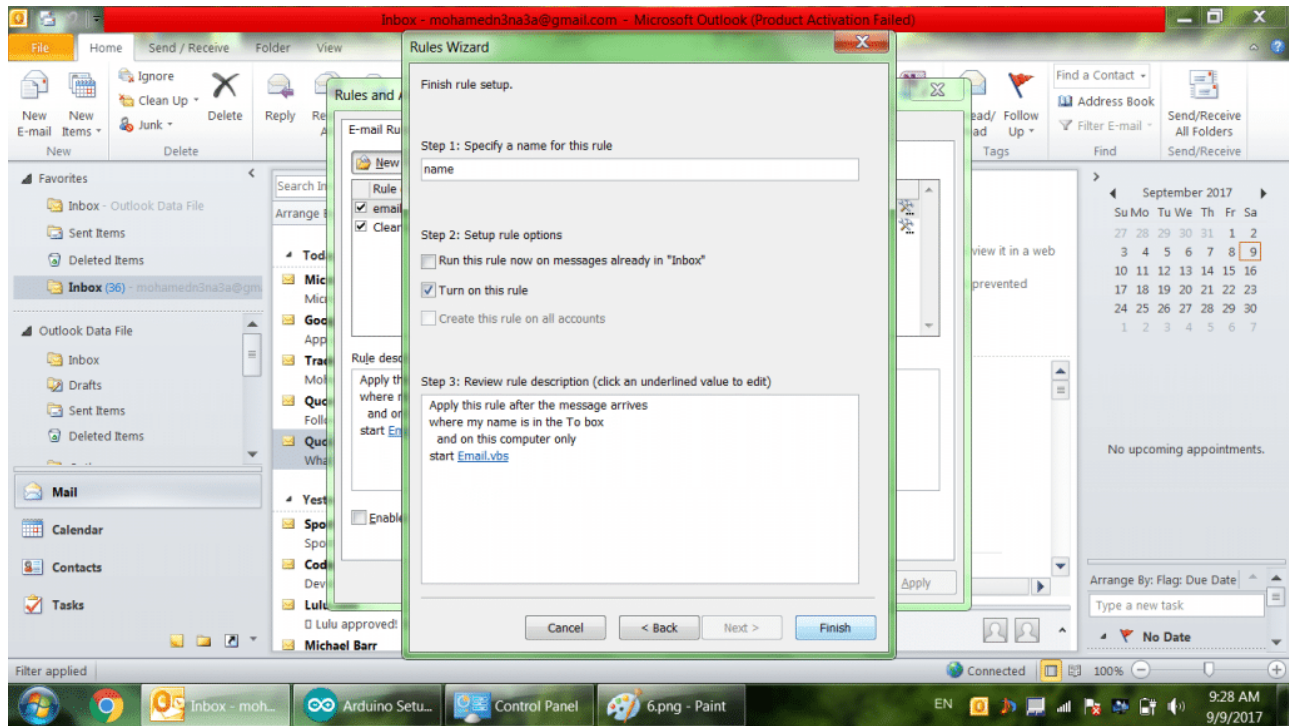 Inbox - mohamedn3na3a@gmail.com - Microsoft Outlook (Product Activation Failed)
File Home Send / Receive Folder View
New E-mail
New Items
New
Ignore
Clean Up
Junk
Delete
Delete
Reply
Find a Contact
Address Book
Filter E-mail
Find
Follow Up
Tags
Send/Receive All Folders
Send/Receive
Favorites
Inbox - Outlook Data File
Sent Items
Deleted Items
Inbox (36) - mohamedn3na3a@gm
Outlook Data File
Inbox
Drafts
Sent Items
Deleted Items
Mail
Calendar
Contacts
Tasks
Filter applied
Search In
Arrange
Yest
Lulu
Lulu approved!
Michael Barr
Rules and A
E-mail Ru
New
Rule
email
Clear
Rule desc
Apply th
where
and on
start Em
Enable
Apply
Rules Wizard
Finish rule setup.
Step 1: Specify a name for this rule
name
Step 2: Setup rule options
Run this rule now on messages already in "Inbox"
Turn on this rule
Create this rule on all accounts
Step 3: Review rule description (click an underlined value to edit)
Apply this rule after the message arrives
where my name is in the To box
and on this computer only
start Email.vbs
Cancel < Back Next > Finish
view it in a web
prevented
September 2017
Su Mo Tu We Th Fr Sa
27 28 29 30 31 1 2
3 4 5 6 7 8 9
10 11 12 13 14 15 16
17 18 19 20 21 22 23
24 25 26 27 28 29 30
1 2 3 4 5 6 7
No upcoming appointments.
Arrange By: Flag: Due Date
Type a new task
No Date
Connected 100%
Inbox - moh...
Arduino Setu...
Control Panel
6.png - Paint
EN
9:28 AM
9/9/2017